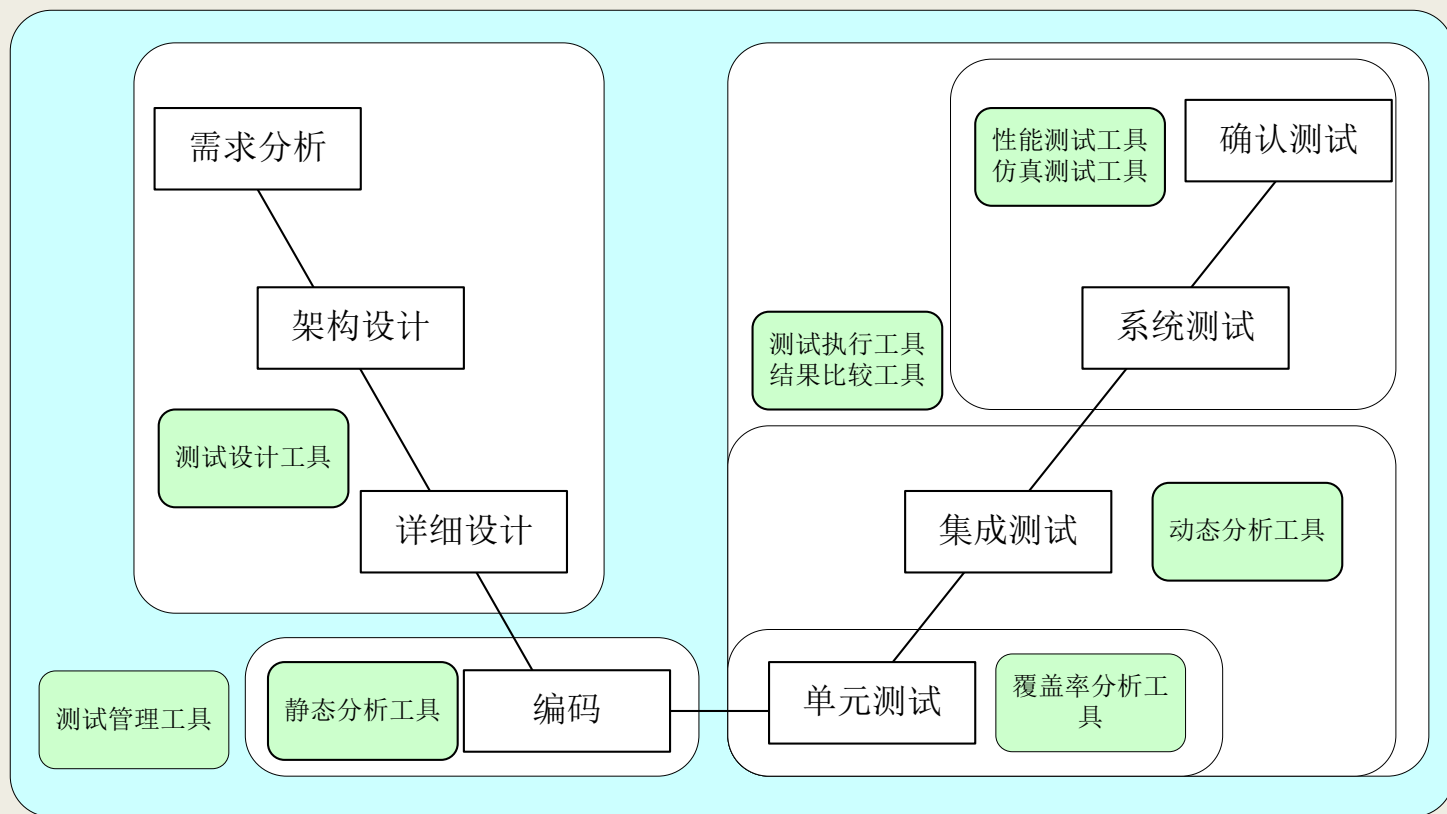 需求分析
性能测试工具
仿真测试工具
确认测试
架构设计
测试执行工具
结果比较工具
系统测试
测试设计工具
详细设计
集成测试
动态分析工具
测试管理工具
静态分析工具
编码
单元测试
覆盖率分析工
具